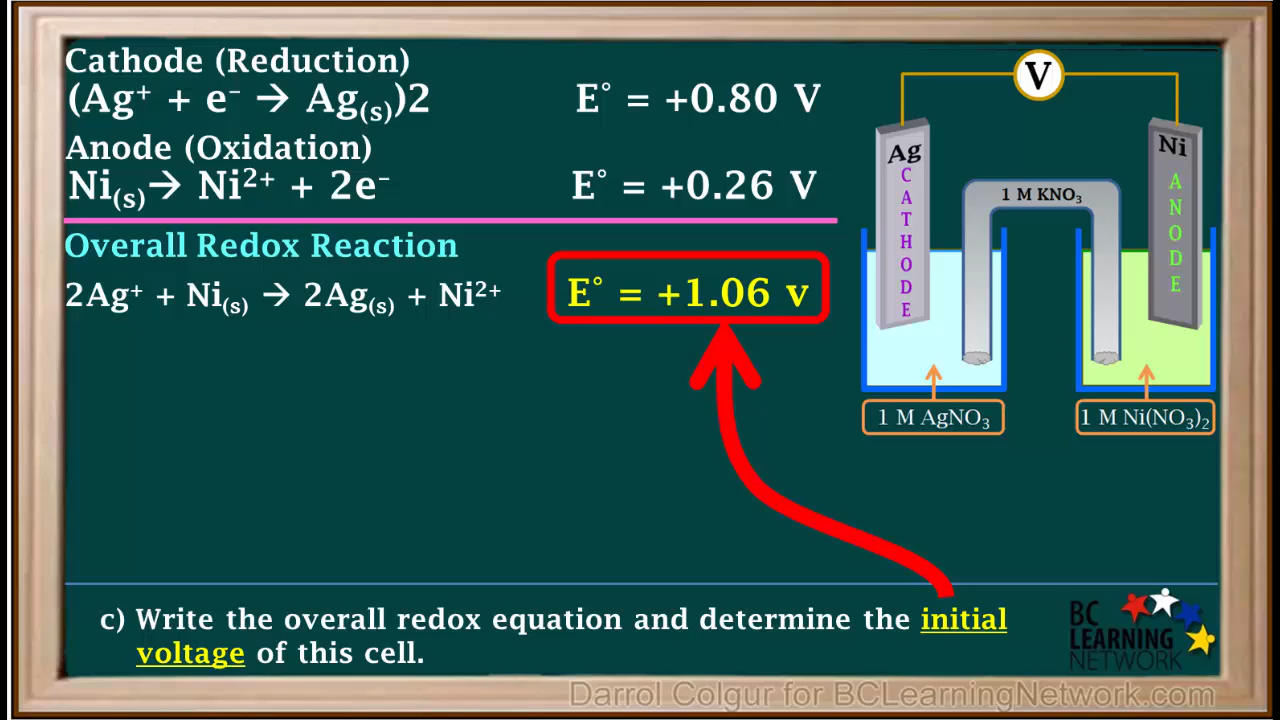 Cathode (Reduction)
(Ag⁺ + e⁻ → Ag₍s₎)2 E° = +0.80 V
Anode (Oxidation)
Ni₍s₎→ Ni²⁺ + 2e⁻ E° = +0.26 V
Overall Redox Reaction
2Ag⁺ + Ni₍s₎ → 2Ag₍s₎ + Ni²⁺ E° = +1.06 v
V
Ag
CATHODE
1 M KNO₃
Ni
ANODE
1 M AgNO₃
1 M Ni(NO₃)₂
c) Write the overall redox equation and determine the initial
voltage of this cell.
BC
LEARNING
NETWORK
Darrol Colgur for BCLearningNetwork.com